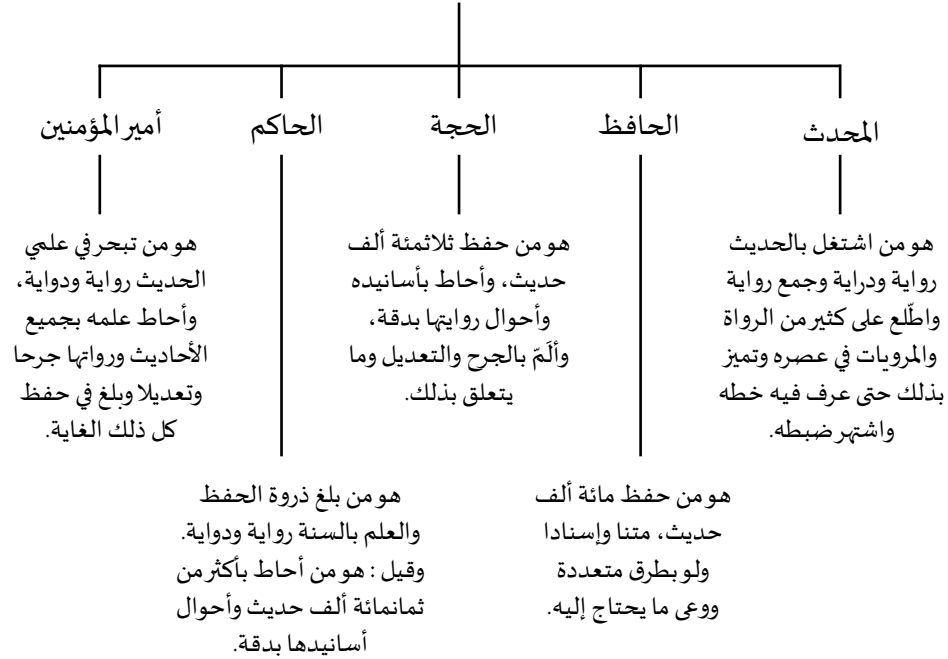 المحدث
الحافظ
الحجة
الحاكم
أمير المؤمنين
هو من اشتغل بالحديث
رواية ودراية وجمع رواية
واطّلع على كثير من الرواة
والمرويات في عصره وتميز
بذلك حتى عرف فيه خطه
واشتهر ضبطه.
هو من حفظ مائة ألف
حديث، متنا وإسنادا
ولو بطرق متعددة
ووعى ما يحتاج إليه.
هو من حفظ ثلاثمئة ألف
حديث، وأحاط بأسانيده
وأحوال روايتها بدقة،
وألَمّ بالجرح والتعديل وما
يتعلق بذلك.
هو من بلغ ذروة الحفظ
والعلم بالسنة رواية ودواية.
وقيل : هو من أحاط بأكثر من
ثمانمائة ألف حديث وأحوال
أسانيدها بدقة.
هو من تبحر في علمي
الحديث رواية ودواية،
وأحاط علمه بجميع
الأحاديث ورواتها جرحا
وتعديلا وبلغ في حفظ
كل ذلك الغاية.